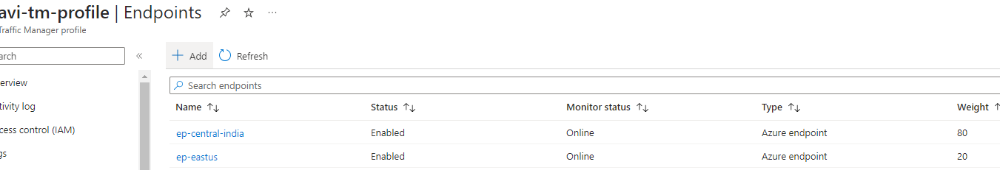 avi-tm-profile | Endpoints
Traffic Manager profile
arch
Add
Refresh
erview
Search endpoints
tivity log
Name
Status
Monitor status
Type
Weight
cess control (IAM)
ep-central-india
Enabled
Online
Azure endpoint
80
gs
ep-eastus
Enabled
Online
Azure endpoint
20